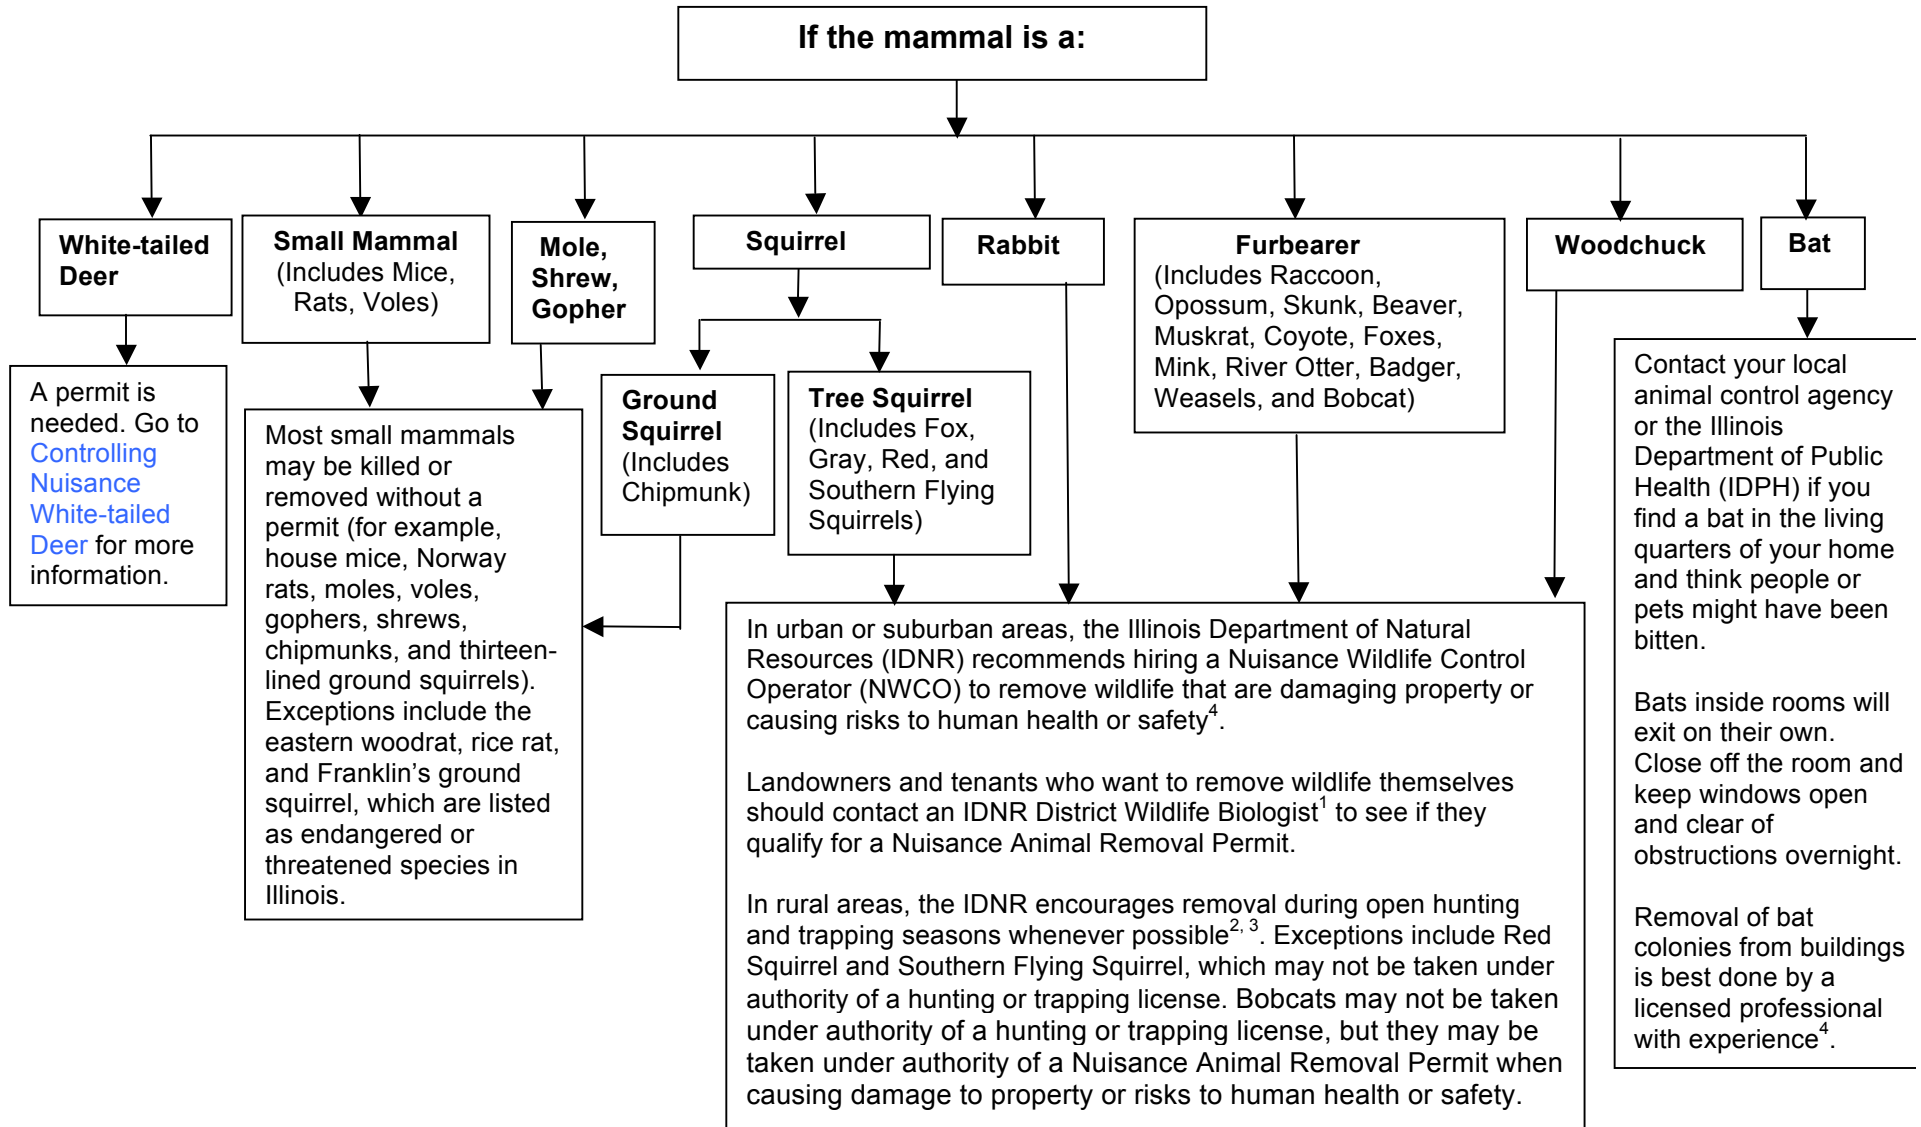 If the mammal is a:
White-tailed
Deer
Small Mammal
(Includes Mice,
Rats, Voles)
Mole,
Shrew,
Gopher
Squirrel
Rabbit
Furbearer
(Includes Raccoon,
Opossum, Skunk, Beaver,
Muskrat, Coyote, Foxes,
Mink, River Otter, Badger,
Weasels, and Bobcat)
Woodchuck
Bat
A permit is
needed. Go to
Controlling
Nuisance
White-tailed
Deer for more
information.
Most small mammals
may be killed or
removed without a
permit (for example,
house mice, Norway
rats, moles, voles,
gophers, shrews,
chipmunks, and thirteen-
lined ground squirrels).
Exceptions include the
eastern woodrat, rice rat,
and Franklin’s ground
squirrel, which are listed
as endangered or
threatened species in
Illinois.
Ground
Squirrel
(Includes
Chipmunk)
Tree Squirrel
(Includes Fox,
Gray, Red, and
Southern Flying
Squirrels)
In urban or suburban areas, the Illinois Department of Natural
Resources (IDNR) recommends hiring a Nuisance Wildlife Control
Operator (NWCO) to remove wildlife that are damaging property or
causing risks to human health or safety⁴.
Landowners and tenants who want to remove wildlife themselves
should contact an IDNR District Wildlife Biologist¹ to see if they
qualify for a Nuisance Animal Removal Permit.
In rural areas, the IDNR encourages removal during open hunting
and trapping seasons whenever possible²˒ ³. Exceptions include Red
Squirrel and Southern Flying Squirrel, which may not be taken under
authority of a hunting or trapping license. Bobcats may not be taken
under authority of a hunting or trapping license, but they may be
taken under authority of a Nuisance Animal Removal Permit when
causing damage to property or risks to human health or safety.
Contact your local
animal control agency
or the Illinois
Department of Public
Health (IDPH) if you
find a bat in the living
quarters of your home
and think people or
pets might have been
bitten.
Bats inside rooms will
exit on their own.
Close off the room and
keep windows open
and clear of
obstructions overnight.
Removal of bat
colonies from buildings
is best done by a
licensed professional
with experience⁴.